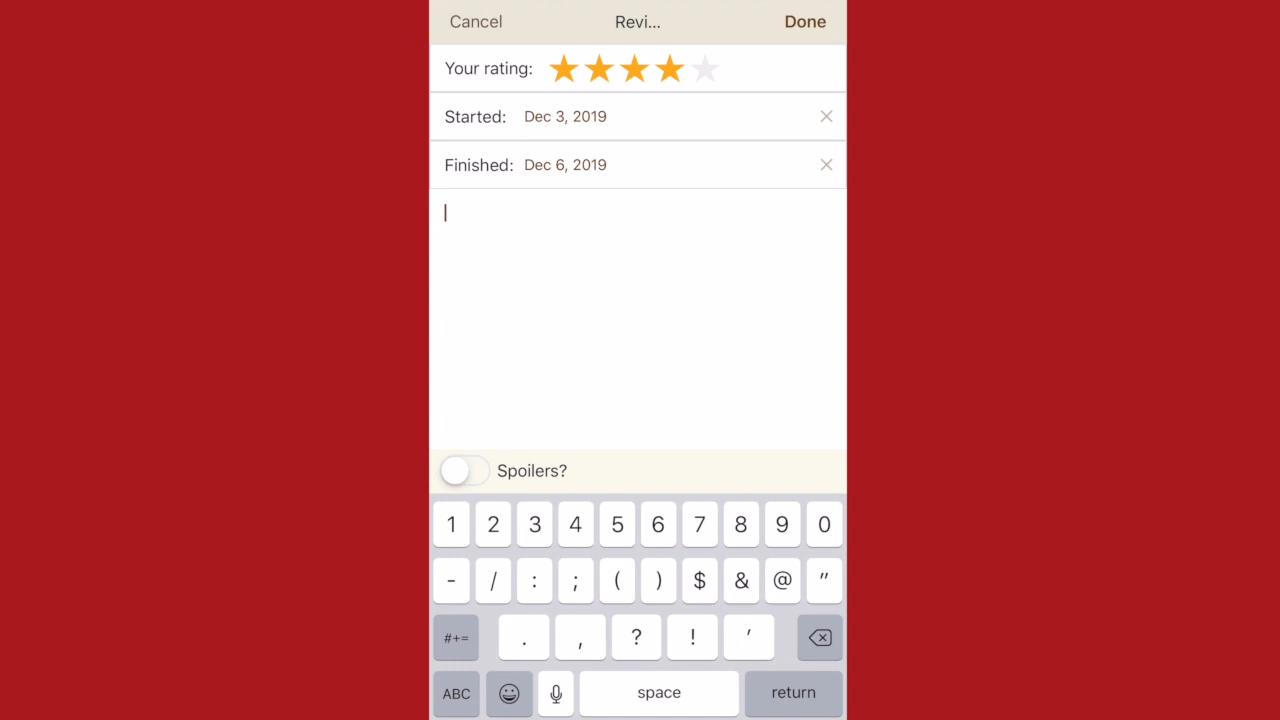 Cancel Revi... Done
Your rating:
Started: Dec 3, 2019
Finished: Dec 6, 2019
Spoilers?
1 2 3 4 5 6 7 8 9 0
- / : ; ( ) $ & @ "
#+= . , ? ! '
ABC space return